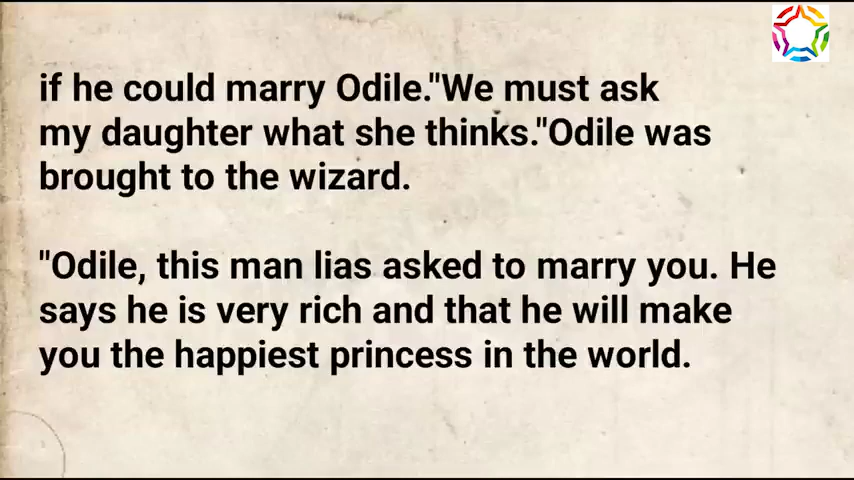 if he could marry Odile."We must ask
my daughter what she thinks."Odile was
brought to the wizard.
"Odile, this man lias asked to marry you. He
says he is very rich and that he will make
you the happiest princess in the world.